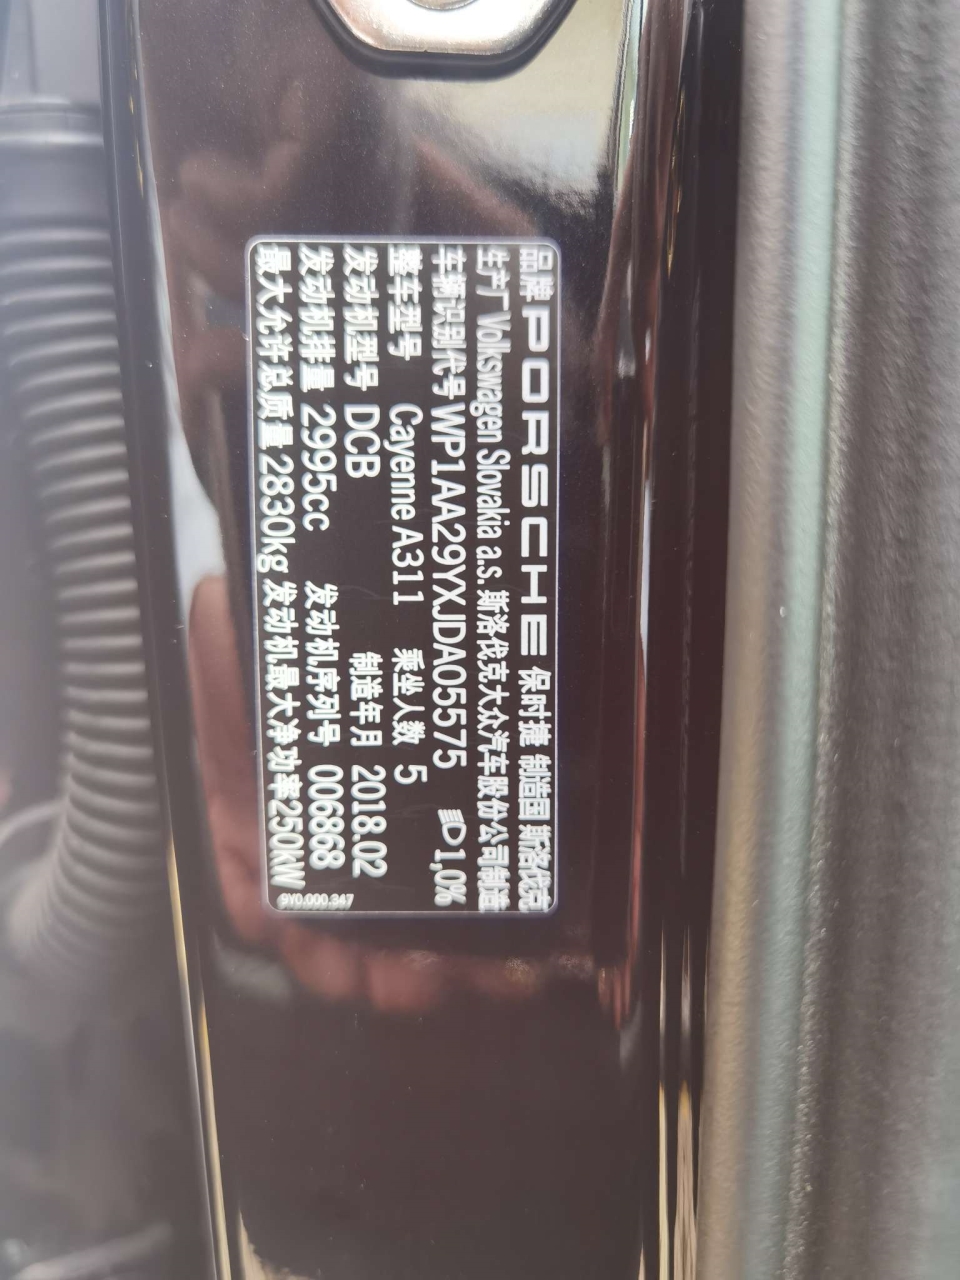 品牌 PORSCHE 保时捷 制造国 斯洛伐克
生产厂 Volkswagen Slovakia a.s. 斯洛伐克大众汽车股份公司制造
车辆识别代号 WP1AA29YXJDA05575 1,0%
整车型号 Cayenne A311 乘坐人数 5
发动机型号 DCB 制造年月 2018.02
发动机排量 2995cc 发动机序列号 006868
最大允许总质量 2830kg 发动机最大净功率250kW
9Y0.000.347